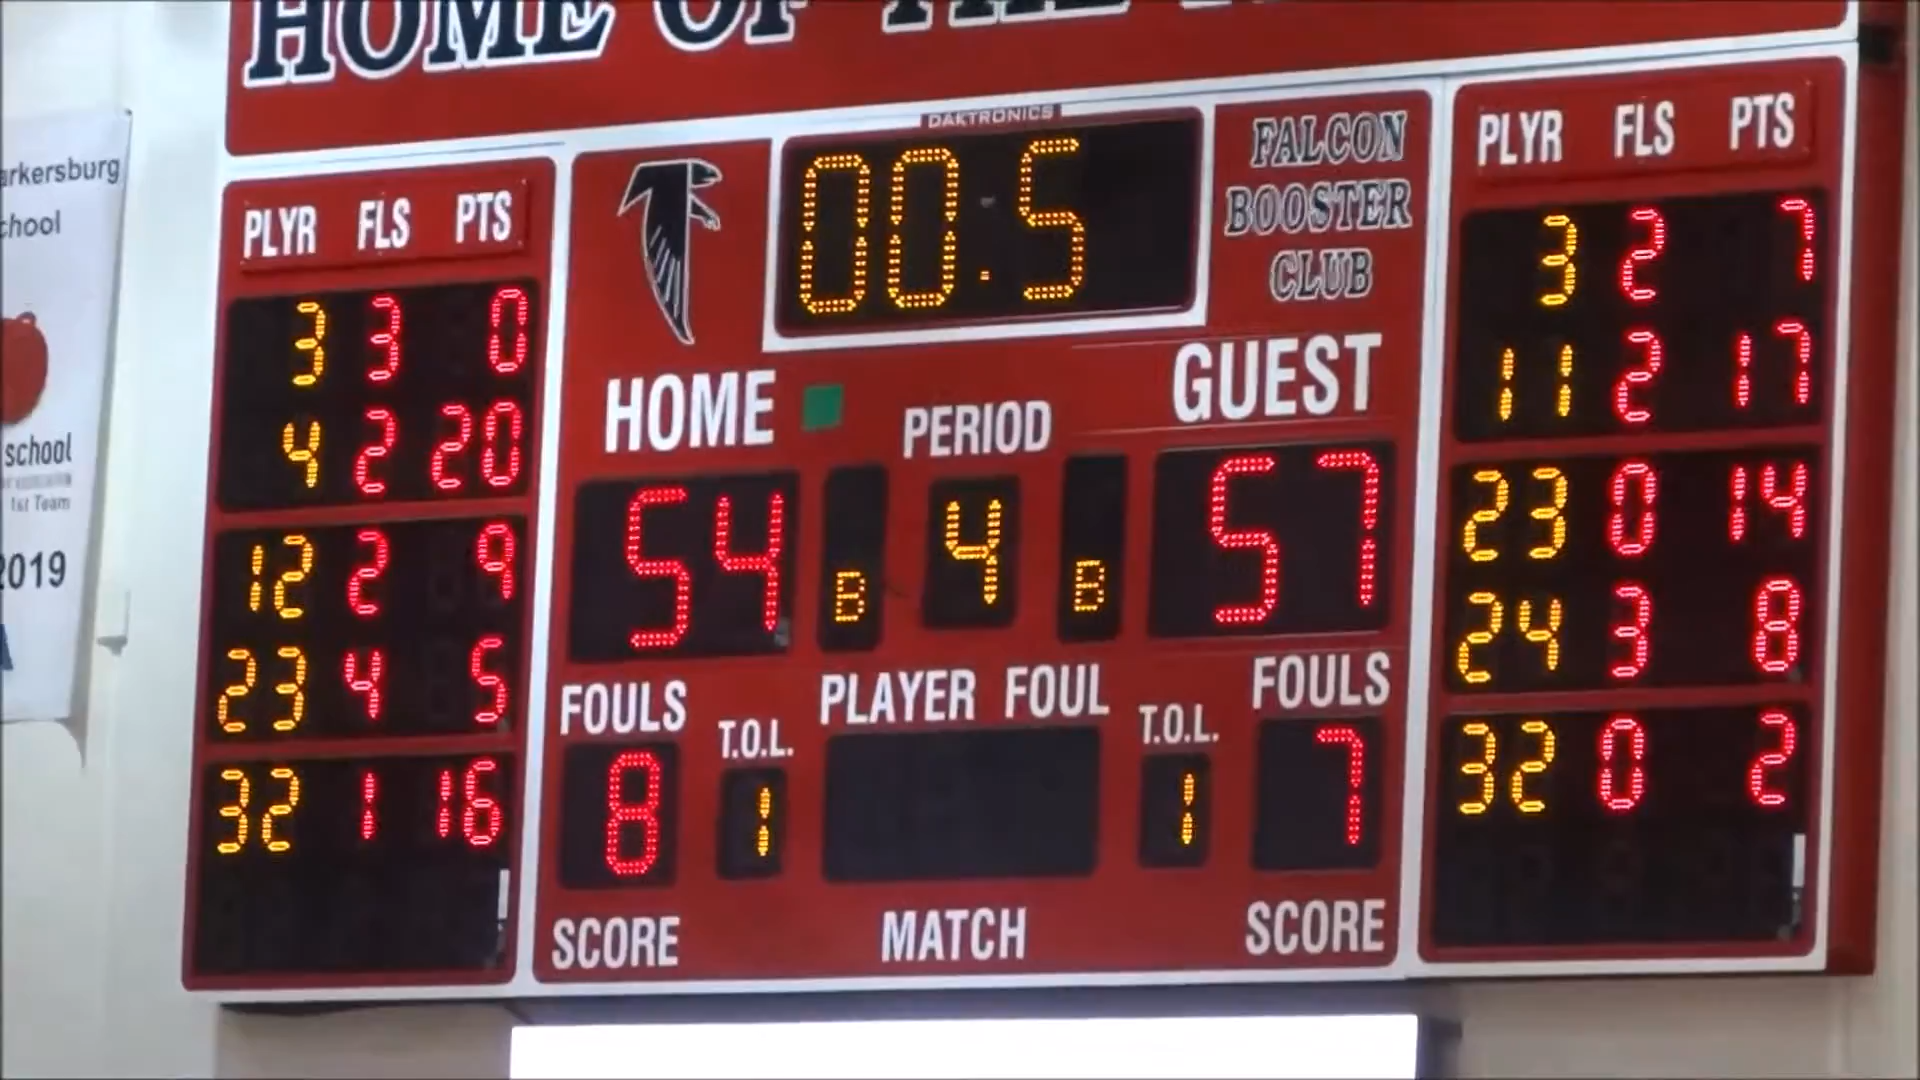 HOME OF THE
DAKTRONICS
00.5
FALCON
BOOSTER
CLUB
PLYR FLS PTS
3 3 0
4 2 20
12 2 9
23 4 5
32 1 16
HOME
PERIOD
GUEST
54 B 4 B 57
FOULS
T.O.L.
PLAYER FOUL
T.O.L.
FOULS
8 1 1 7
SCORE MATCH SCORE
PLYR FLS PTS
3 2 7
11 2 17
23 0 14
24 3 8
32 0 2
arkersburg
chool
school
1st Team
2019